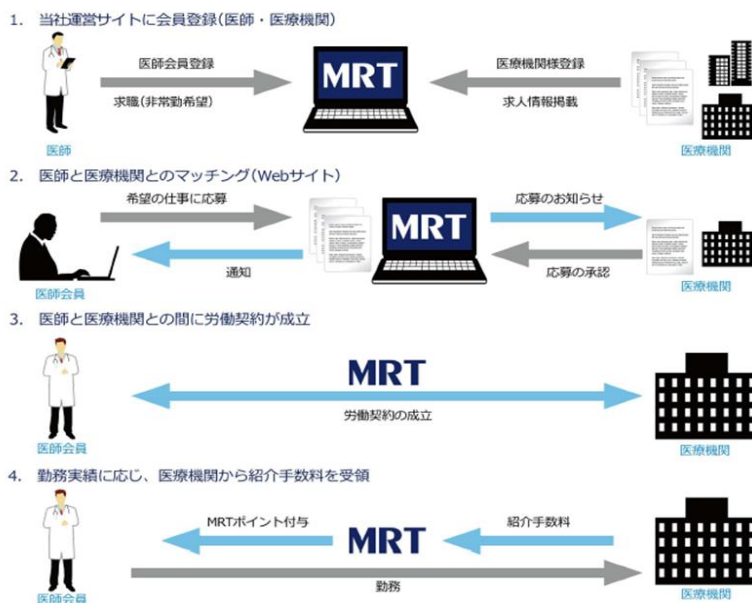 1. 当社運営サイトに会員登録(医師・医療機関)
医師会員登録
求職(非常勤希望)
MRT
医療機関様登録
求人情報掲載
医師
医療機関
2. 医師と医療機関とのマッチング(Webサイト)
希望の仕事に応募
応募のお知らせ
MRT
通知
応募の承認
医師会員
医療機関
3. 医師と医療機関との間に労働契約が成立
MRT
労働契約の成立
医師会員
医療機関
4. 勤務実績に応じ、医療機関から紹介手数料を受領
MRTポイント付与
MRT
紹介手数料
勤務
医師会員
医療機関